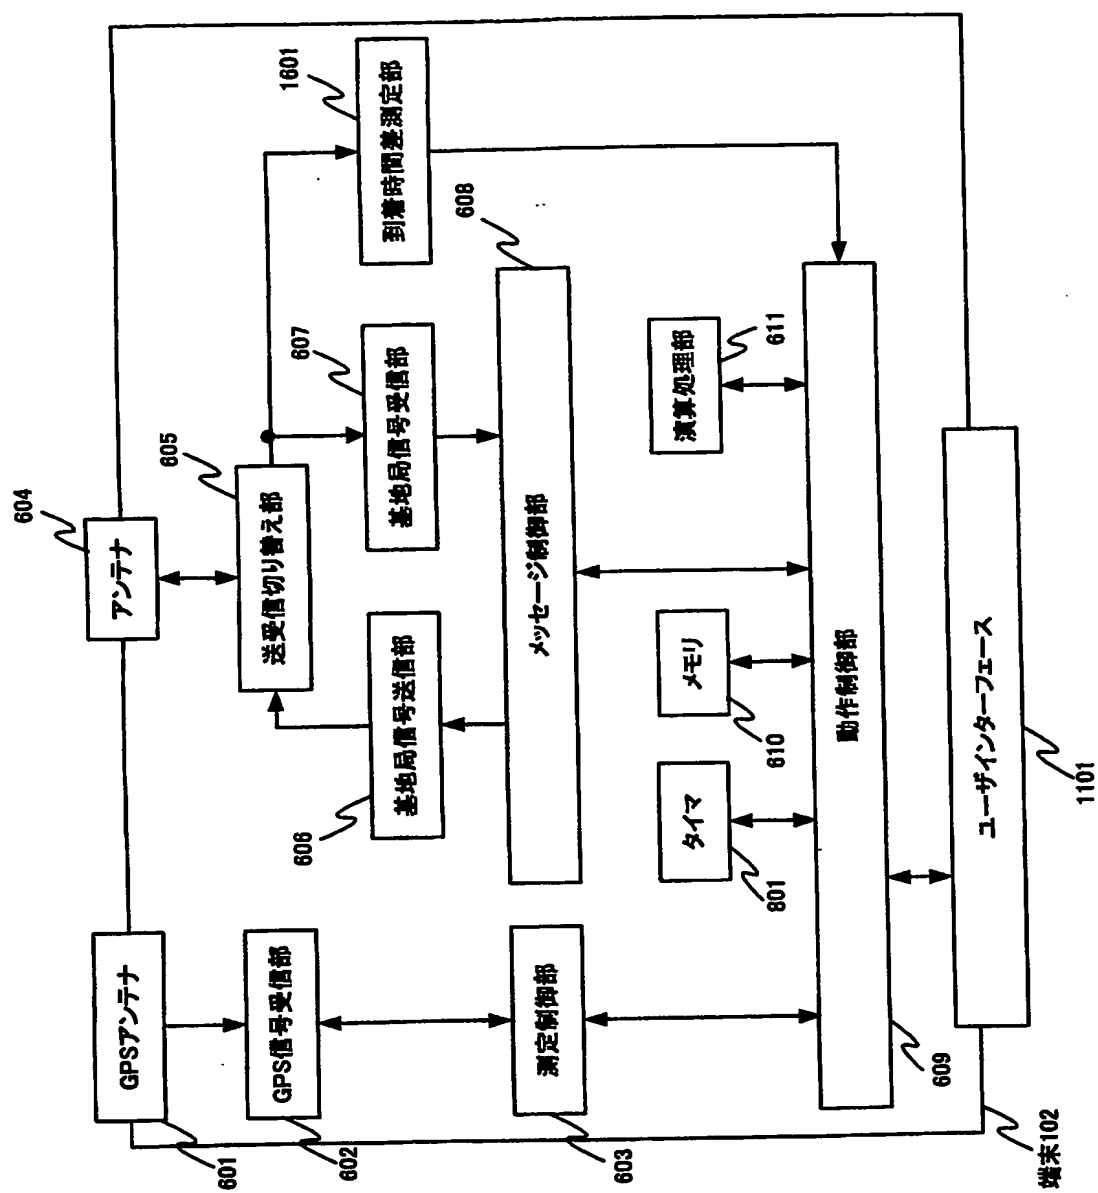 601
GPSアンテナ
604
アンテナ
602
GPS信号受信部
605
送受信切り替え部
606
基地局信号送信部
607
基地局信号受信部
1601
到着時間差測定部
603
測定制御部
メッセージ制御部
608
801
タイマ
610
メモリ
演算処理部
611
609
動作制御部
端末102
ユーザインターフェース
1101